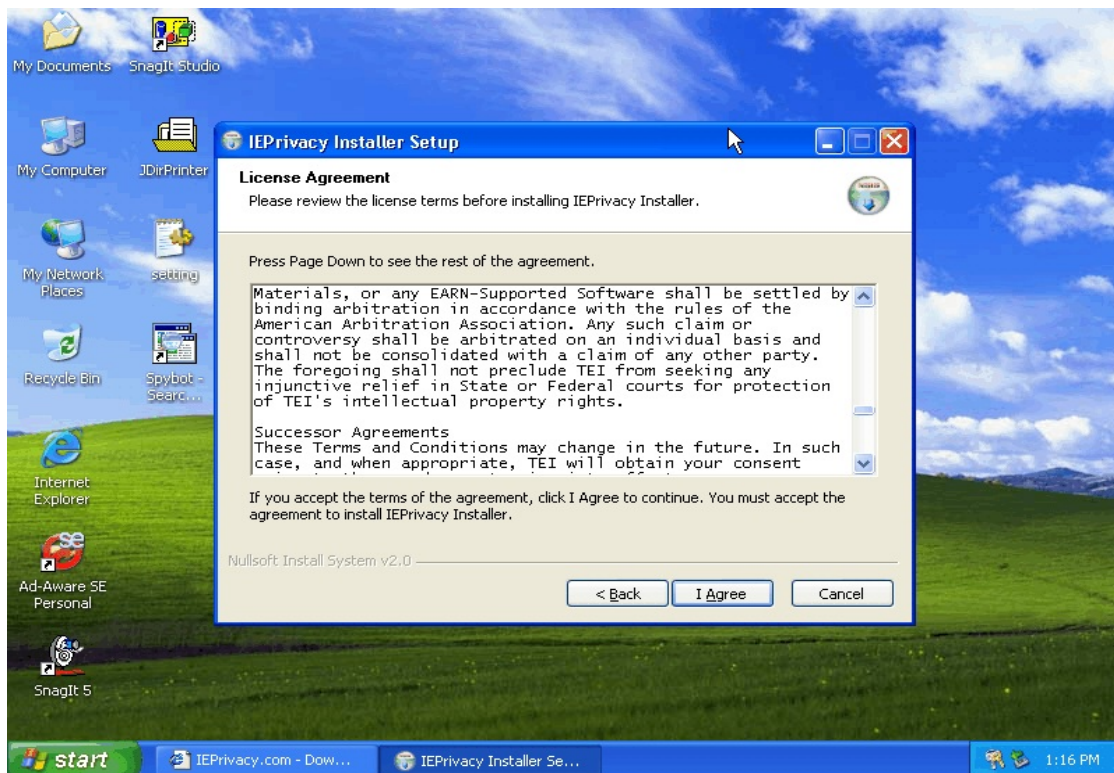 My Documents
SnagIt Studio
My Computer
JDirPrinter
My Network
Places
setting
Recycle Bin
Spybot -
Searc...
Internet
Explorer
Ad-Aware SE
Personal
SnagIt 5
IEPrivacy Installer Setup
License Agreement
Please review the license terms before installing IEPrivacy Installer.
Press Page Down to see the rest of the agreement.
Materials, or any EARN-Supported Software shall be settled by
binding arbitration in accordance with the rules of the
American Arbitration Association. Any such claim or
controversy shall be arbitrated on an individual basis and
shall not be consolidated with a claim of any other party.
The foregoing shall not preclude TEI from seeking any
injunctive relief in State or Federal courts for protection
of TEI's intellectual property rights.
Successor Agreements
These Terms and Conditions may change in the future. In such
case, and when appropriate, TEI will obtain your consent
If you accept the terms of the agreement, click I Agree to continue. You must accept the
agreement to install IEPrivacy Installer.
Nullsoft Install System v2.0
< Back
I Agree
Cancel
start
IEPrivacy.com - Dow...
IEPrivacy Installer Se...
1:16 PM